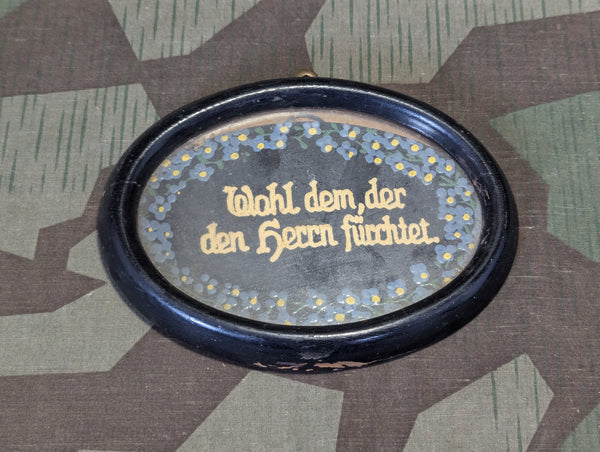 Wohl dem, der
den Herrn fürchtet.